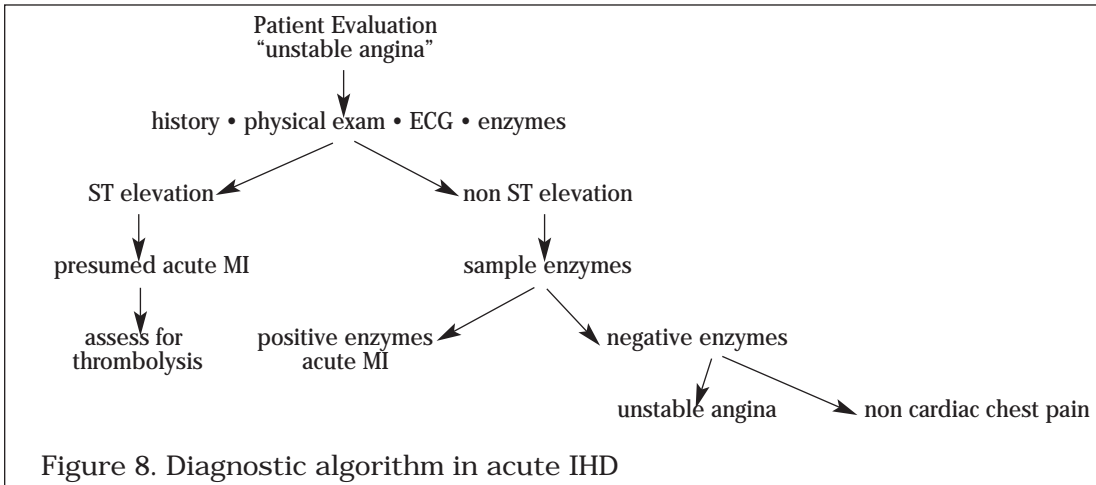 Patient Evaluation
“unstable angina”
history • physical exam • ECG • enzymes
ST elevation
non ST elevation
presumed acute MI
sample enzymes
assess for
thrombolysis
positive enzymes
acute MI
negative enzymes
unstable angina
non cardiac chest pain
Figure 8. Diagnostic algorithm in acute IHD